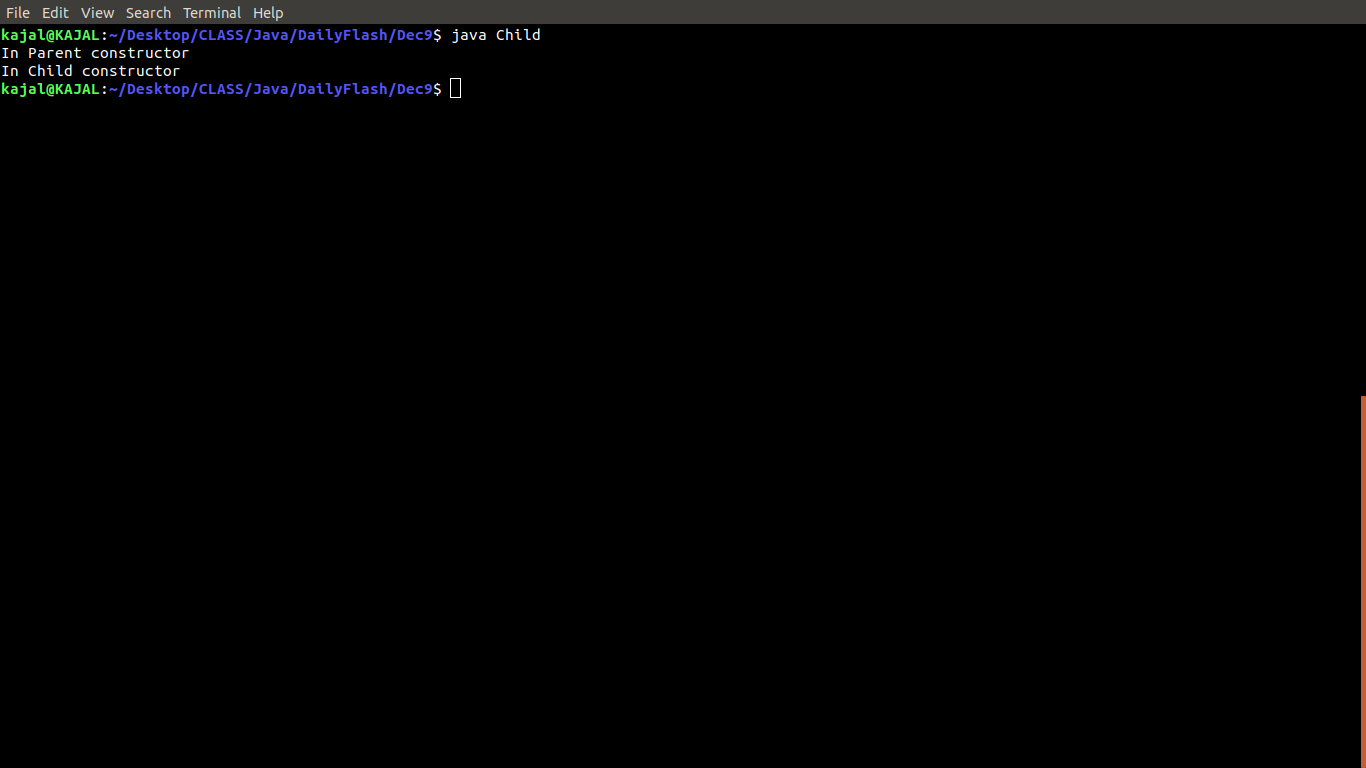 File Edit View Search Terminal Help
kajal@KAJAL:~/Desktop/CLASS/Java/DailyFlash/Dec9$ java Child
In Parent constructor
In Child constructor
kajal@KAJAL:~/Desktop/CLASS/Java/DailyFlash/Dec9$